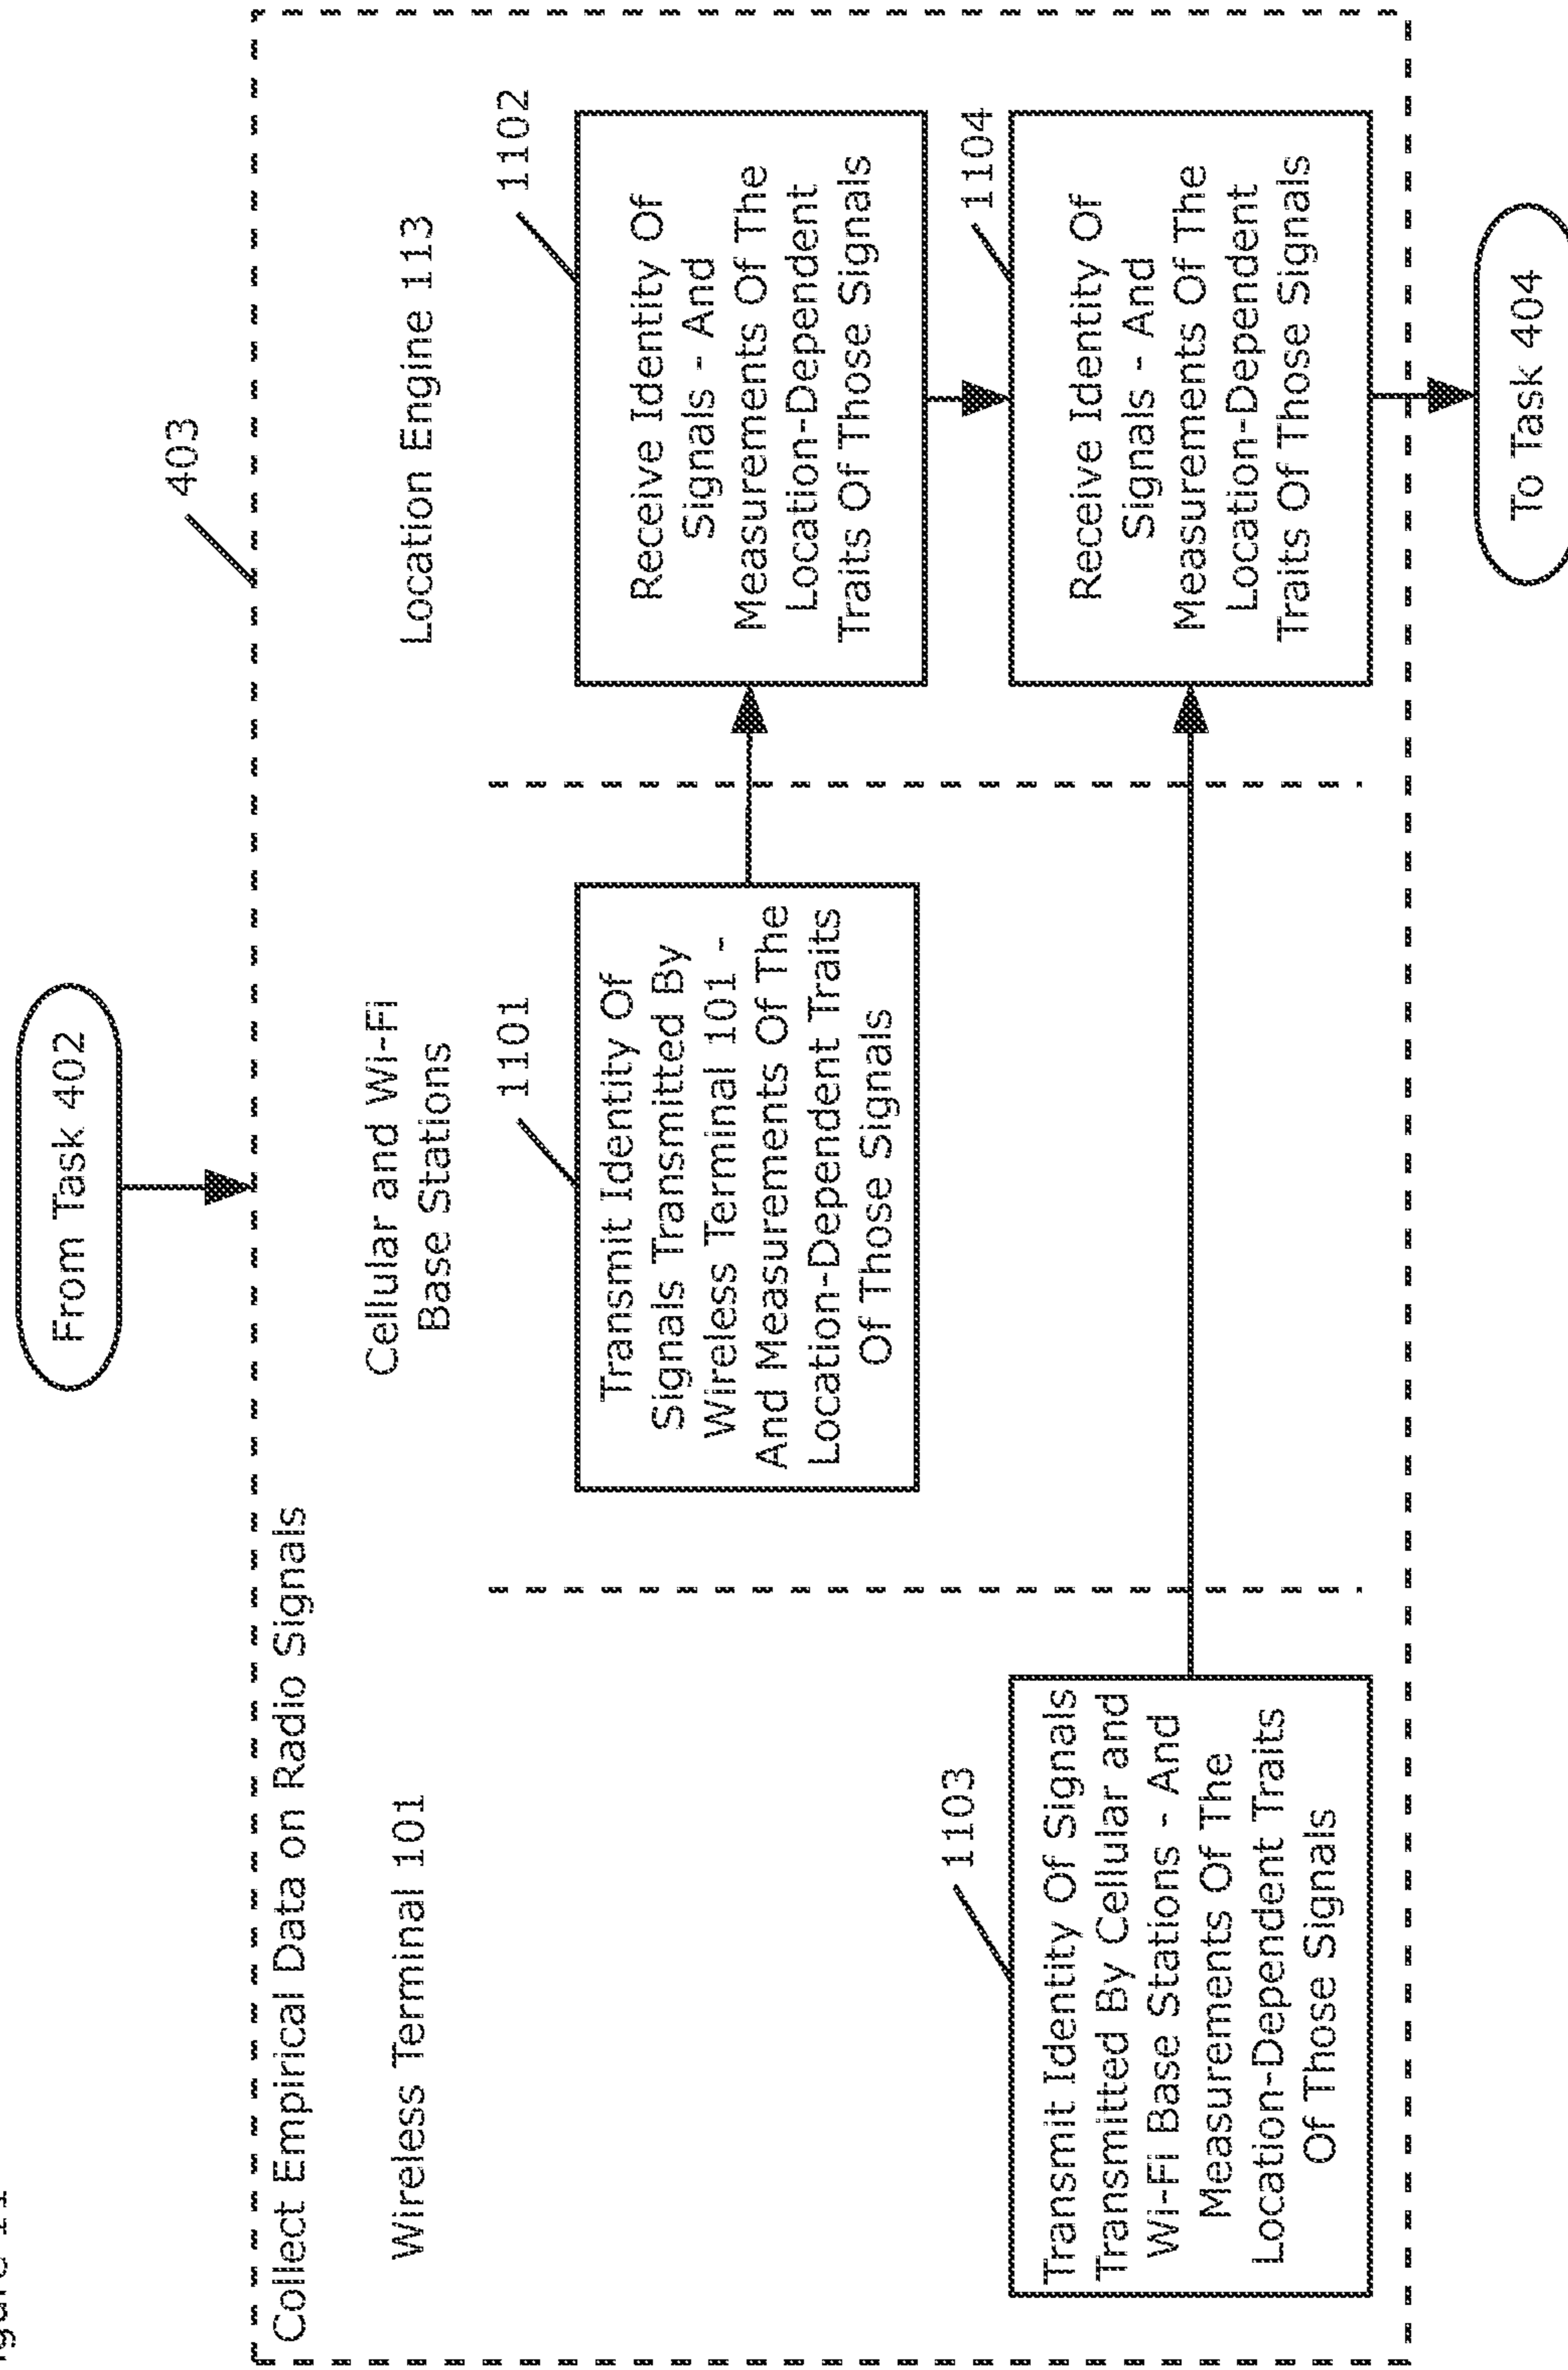 From Task 402
403
Collect Empirical Data on Radio Signals
Wireless Terminal 101
Cellular and Wi-Fi
Base Stations
Location Engine 113
1101
Transmit Identity Of
Signals Transmitted By
Wireless Terminal 101 -
And Measurements Of The
Location-Dependent Traits
Of Those Signals
1102
Receive Identity Of
Signals - And
Measurements Of The
Location-Dependent
Traits Of Those Signals
1103
Transmit Identity Of Signals
Transmitted By Cellular and
Wi-Fi Base Stations - And
Measurements Of The
Location-Dependent Traits
Of Those Signals
1104
Receive Identity Of
Signals - And
Measurements Of The
Location-Dependent
Traits Of Those Signals
To Task 404